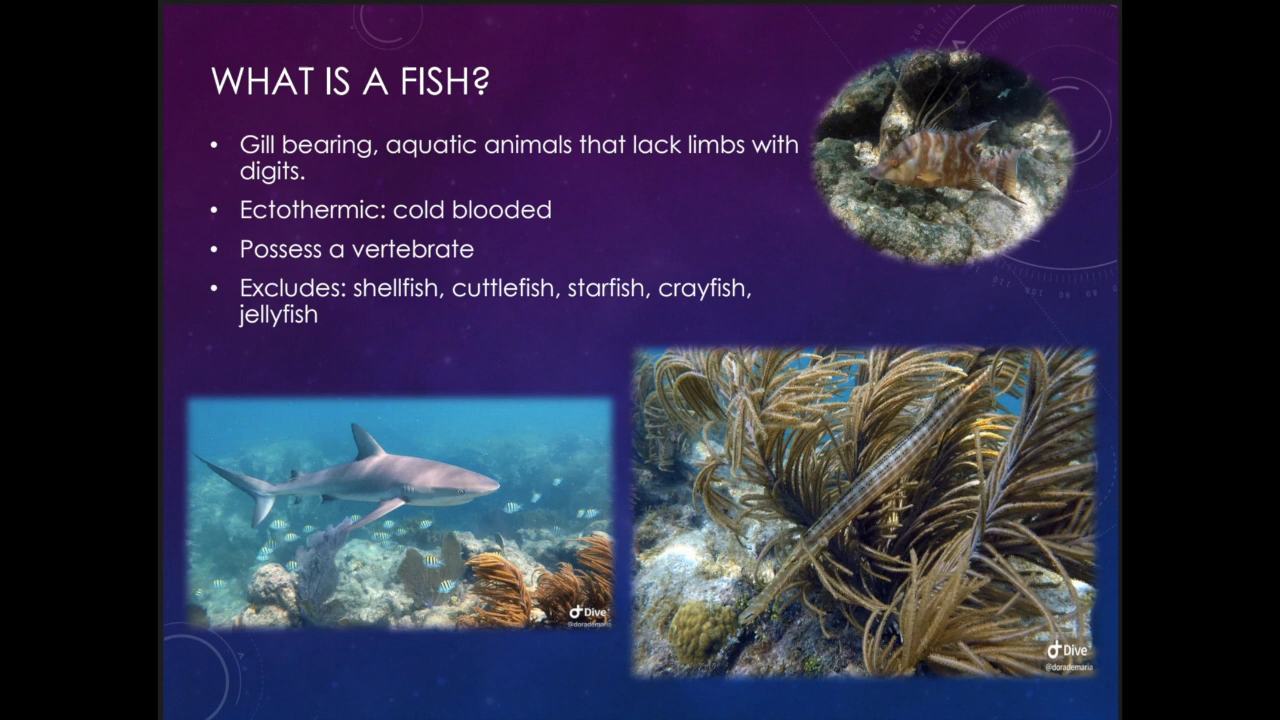 WHAT IS A FISH?
• Gill bearing, aquatic animals that lack limbs with
digits.
• Ectothermic: cold blooded
• Possess a vertebrate
• Excludes: shellfish, cuttlefish, starfish, crayfish,
jellyfish
Dive+
@dorademaria
Dive+
@dorademaria